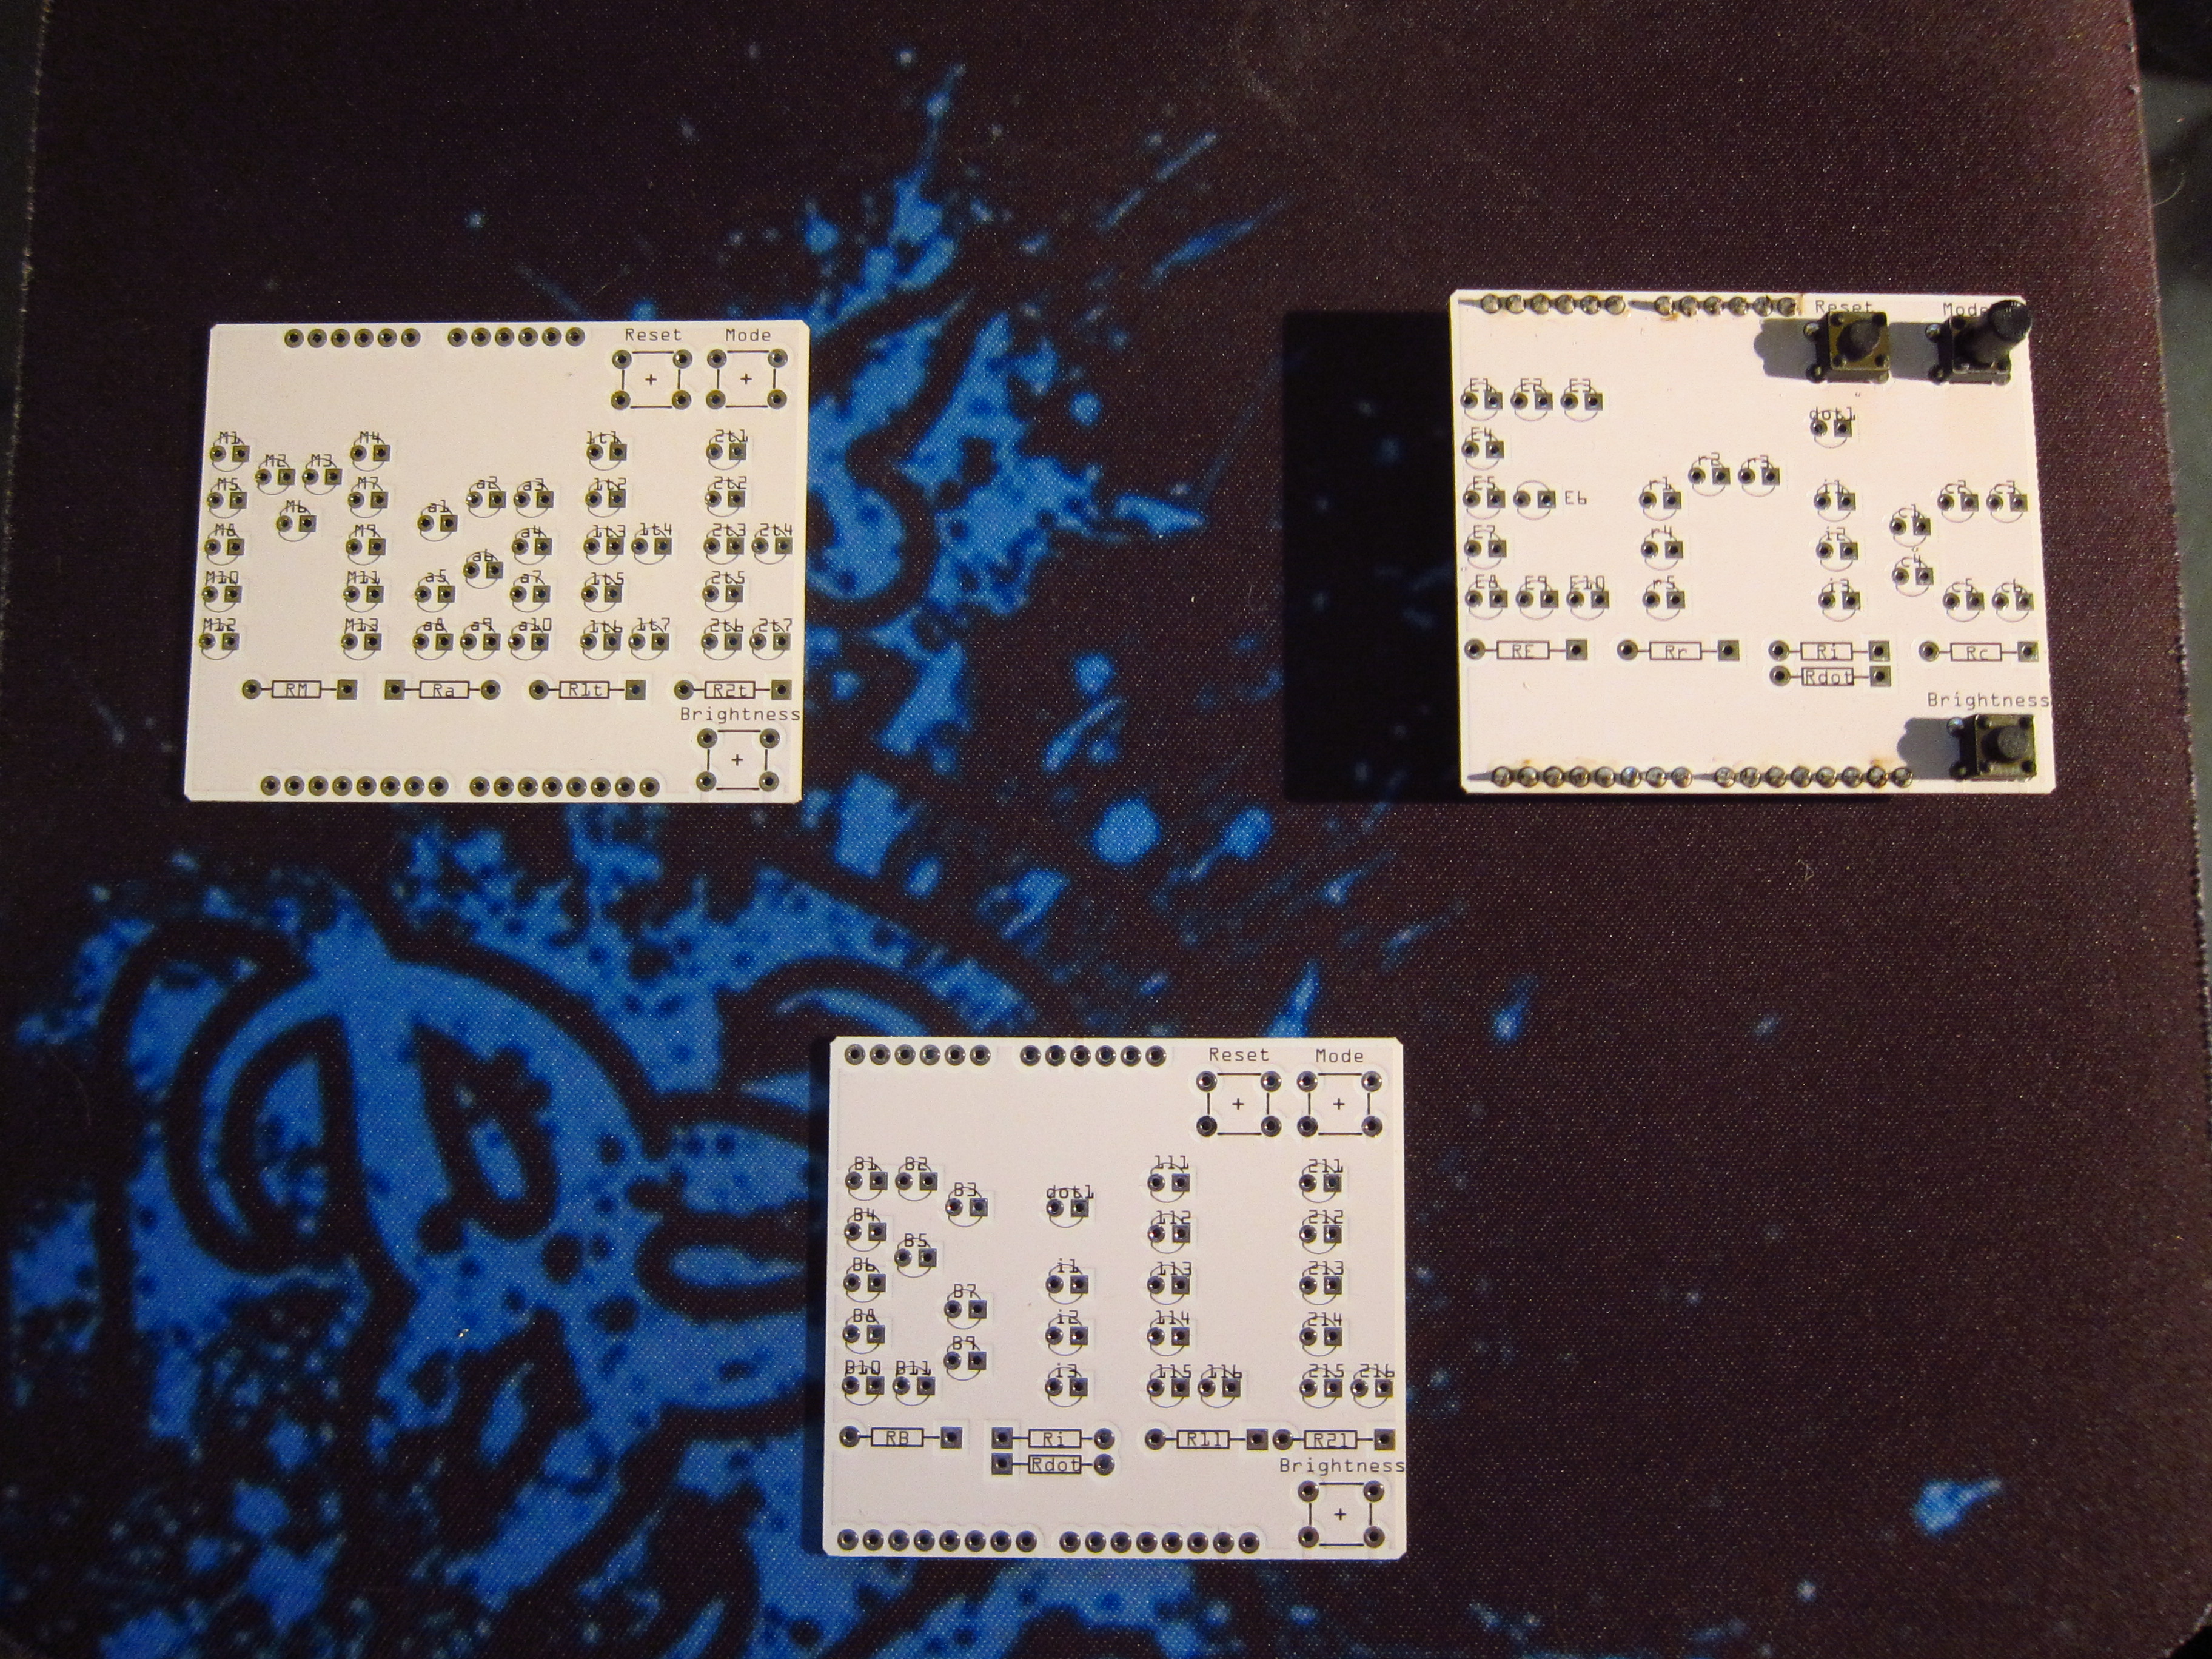 Reset Mode
M1 M4 1t1 2t1
M2 M3
M5 M7 a2 a3 1t2 2t2
M6 a1
M8 M9 a4 1t3 1t4 2t3 2t4
a6
M10 M11 a5 a7 1t5 2t5
M12 M13 a8 a9 a10 1t6 1t7 2t6 2t7
RM Ra R1t R2t
Brightness
Reset Mode
E1 E2 E3
dot1
E4
r2 r3
E5 E6 r1 i1 c2 c3
c1
E7 r4 i2
c4
E8 E9 E10 r5 i3 c5 c6
RE Rr Ri Rc
Rdot
Brightness
Reset Mode
B1 B2 1l1 2l1
B3 dot1
B4 1l2 2l2
B5
B6 i1 1l3 2l3
B7
B8 i2 1l4 2l4
B9
B10 B11 i3 1l5 1l6 2l5 2l6
RB Ri R1l R2l
Rdot
Brightness